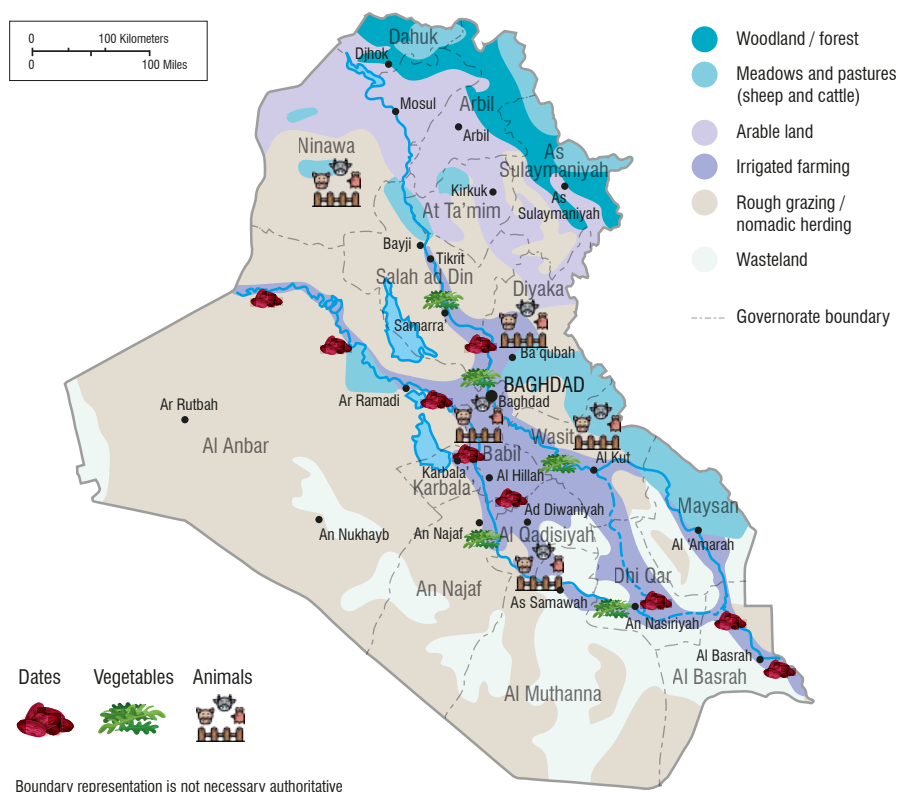 0 100 Kilometers
0 100 Miles
Woodland / forest
Meadows and pastures
(sheep and cattle)
Arable land
Irrigated farming
Rough grazing /
nomadic herding
Wasteland
Governorate boundary
Dahuk
Djhok
Mosul
Arbil
Arbil
Ninawa
As
Sulaymaniyah
Kirkuk
As
Sulaymaniyah
At Ta'mim
Bayji
Tikrit
Salah ad Din
Diyaka
Samarra'
Ba'qubah
BAGHDAD
Baghdad
Ar Ramadi
Ar Rutbah
Al Anbar
Wasit
Babil
Al Kut
Karbala'
Karbala
Al Hillah
Maysan
Ad Diwaniyah
An Nukhayb
An Najaf
Al Qadisiyah
Al 'Amarah
Dhi Qar
An Najaf
As Samawah
An Nasiriyah
Al Basrah
Al Basrah
Al Muthanna
Dates Vegetables Animals
Boundary representation is not necessary authoritative